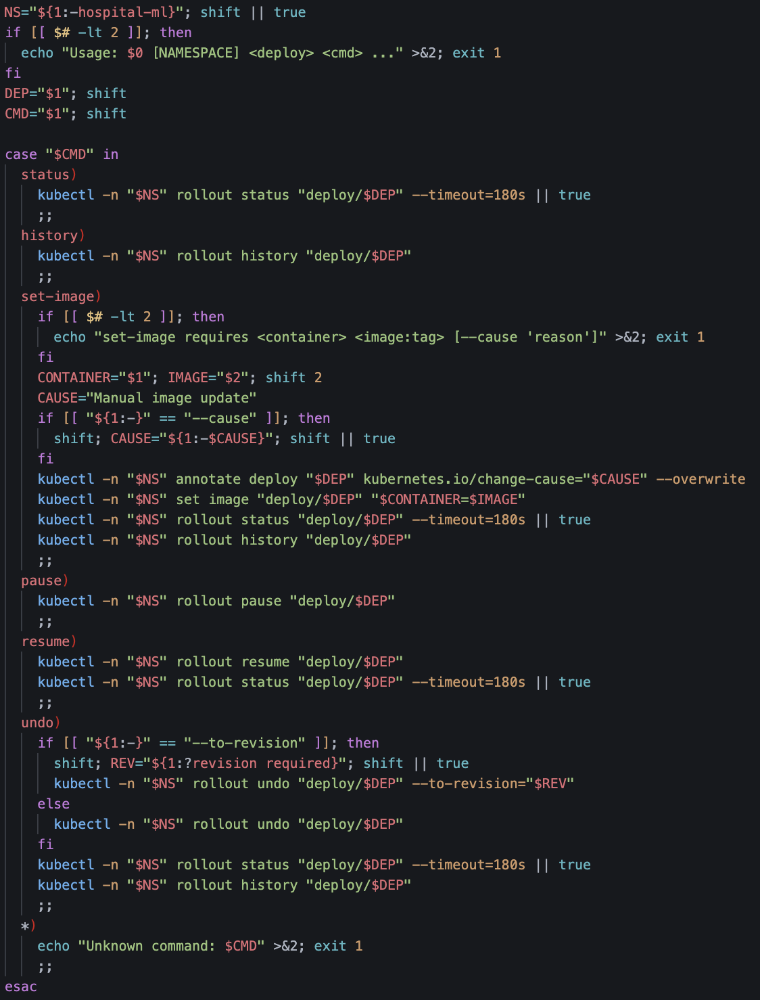 NS="${1:-hospital-ml}"; shift || true
if [[ $# -lt 2 ]]; then
  echo "Usage: $0 [NAMESPACE] <deploy> <cmd> ..." >&2; exit 1
fi
DEP="$1"; shift
CMD="$1"; shift

case "$CMD" in
  status)
    kubectl -n "$NS" rollout status "deploy/$DEP" --timeout=180s || true
    ;;
  history)
    kubectl -n "$NS" rollout history "deploy/$DEP"
    ;;
  set-image)
    if [[ $# -lt 2 ]]; then
      echo "set-image requires <container> <image:tag> [--cause 'reason']" >&2; exit 1
    fi
    CONTAINER="$1"; IMAGE="$2"; shift 2
    CAUSE="Manual image update"
    if [[ "${1:-}" == "--cause" ]]; then
      shift; CAUSE="${1:-$CAUSE}"; shift || true
    fi
    kubectl -n "$NS" annotate deploy "$DEP" kubernetes.io/change-cause="$CAUSE" --overwrite
    kubectl -n "$NS" set image "deploy/$DEP" "$CONTAINER=$IMAGE"
    kubectl -n "$NS" rollout status "deploy/$DEP" --timeout=180s || true
    kubectl -n "$NS" rollout history "deploy/$DEP"
    ;;
  pause)
    kubectl -n "$NS" rollout pause "deploy/$DEP"
    ;;
  resume)
    kubectl -n "$NS" rollout resume "deploy/$DEP"
    kubectl -n "$NS" rollout status "deploy/$DEP" --timeout=180s || true
    ;;
  undo)
    if [[ "${1:-}" == "--to-revision" ]]; then
      shift; REV="${1:?revision required}"; shift || true
      kubectl -n "$NS" rollout undo "deploy/$DEP" --to-revision="$REV"
    else
      kubectl -n "$NS" rollout undo "deploy/$DEP"
    fi
    kubectl -n "$NS" rollout status "deploy/$DEP" --timeout=180s || true
    kubectl -n "$NS" rollout history "deploy/$DEP"
    ;;
  *)
    echo "Unknown command: $CMD" >&2; exit 1
    ;;
esac